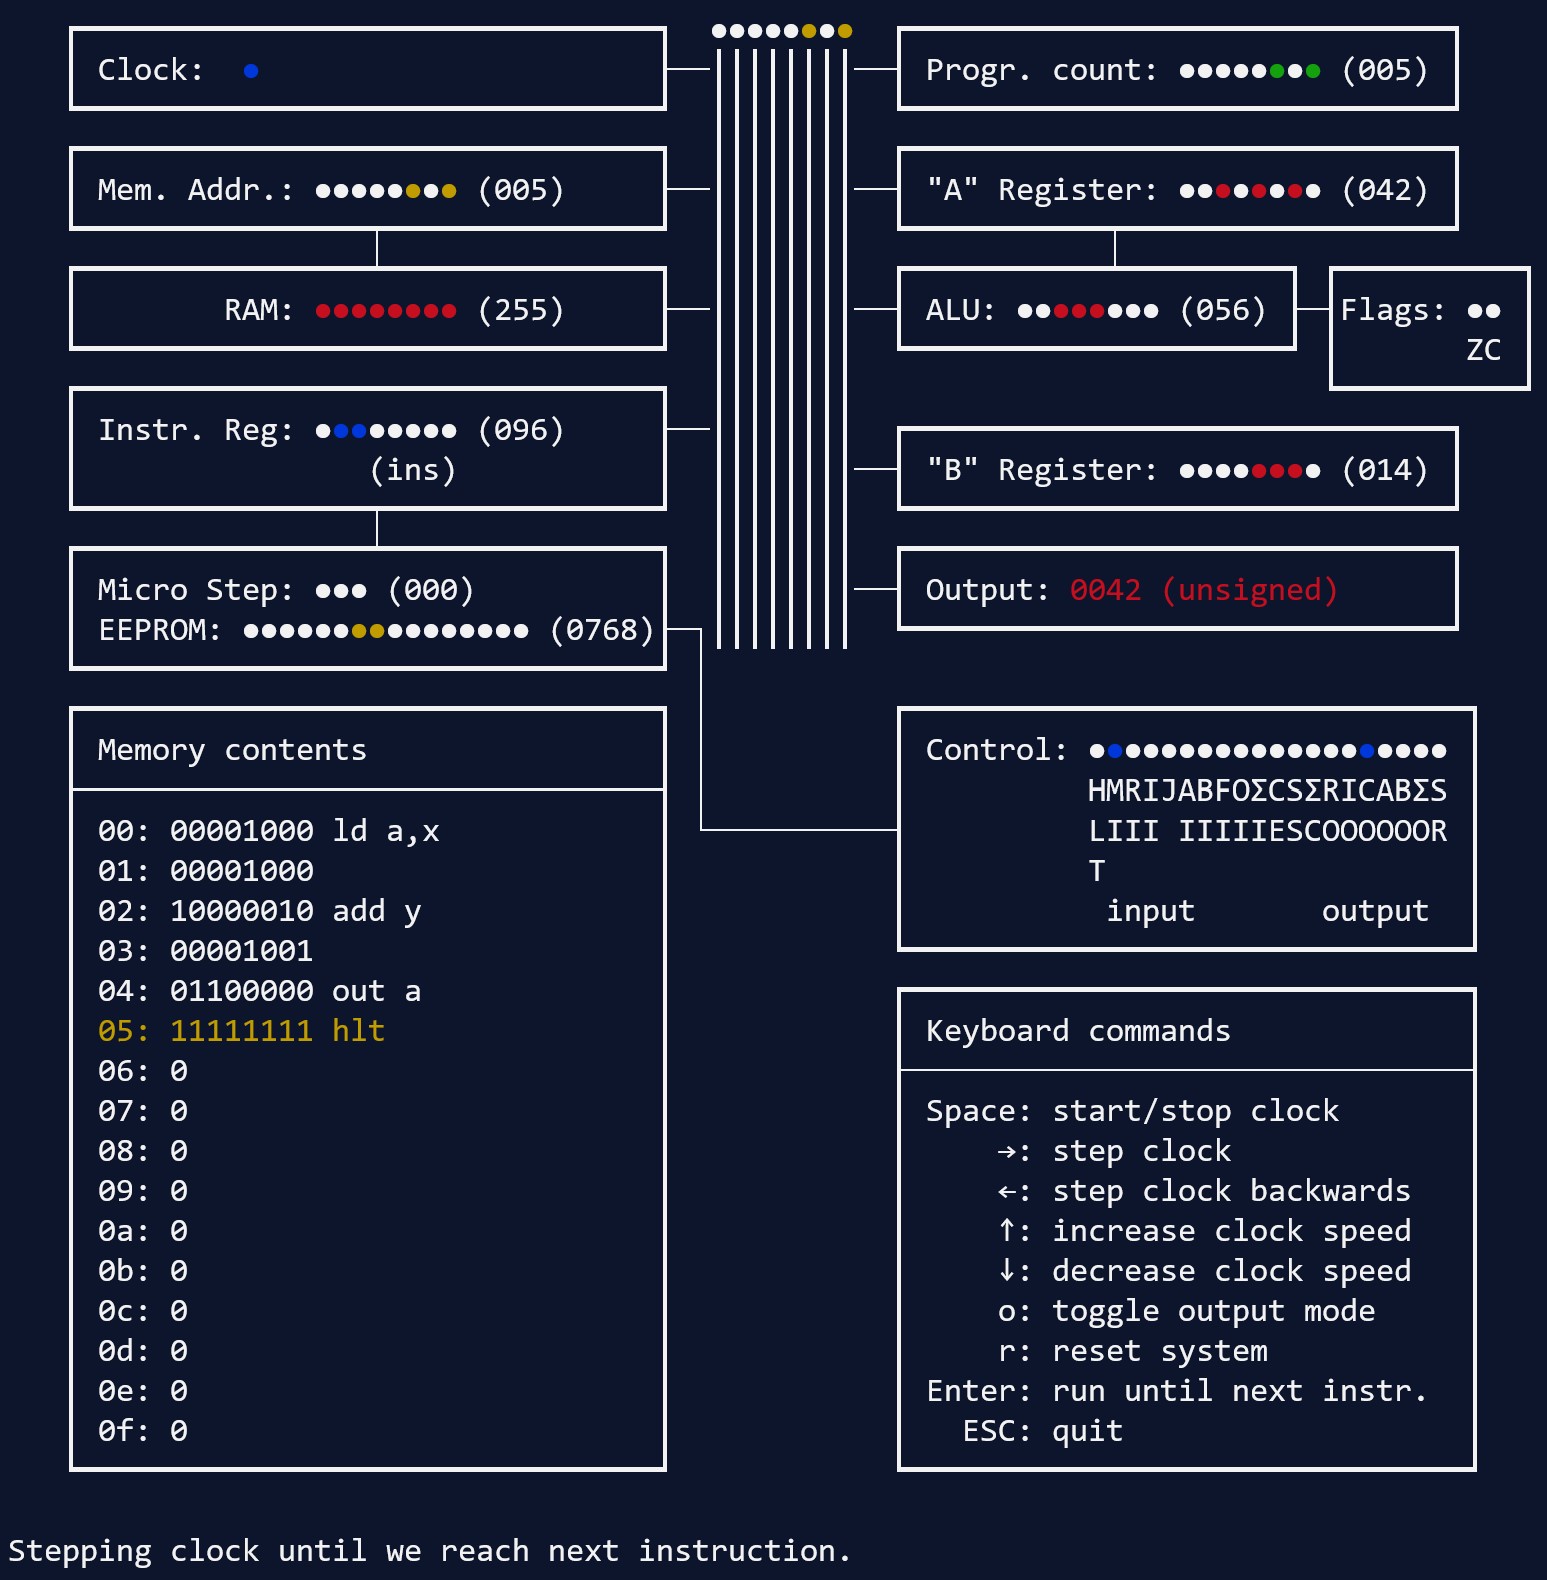 Clock:
Progr. count: (005)
Mem. Addr.: (005)
"A" Register: (042)
RAM: (255)
ALU: (056)
Flags:
ZC
Instr. Reg: (096)
(ins)
"B" Register: (014)
Micro Step: (000)
EEPROM: (0768)
Output: 0042 (unsigned)
Memory contents
00: 00001000 ld a,x
01: 00001000
02: 10000010 add y
03: 00001001
04: 01100000 out a
05: 11111111 hlt
06: 0
07: 0
08: 0
09: 0
0a: 0
0b: 0
0c: 0
0d: 0
0e: 0
0f: 0
Control:
HMRIJABFOΣCSΣRICABΣS
LIII IIIIIESCOOOOOOR
T
input output
Keyboard commands
Space: start/stop clock
→: step clock
←: step clock backwards
↑: increase clock speed
↓: decrease clock speed
o: toggle output mode
r: reset system
Enter: run until next instr.
ESC: quit
Stepping clock until we reach next instruction.